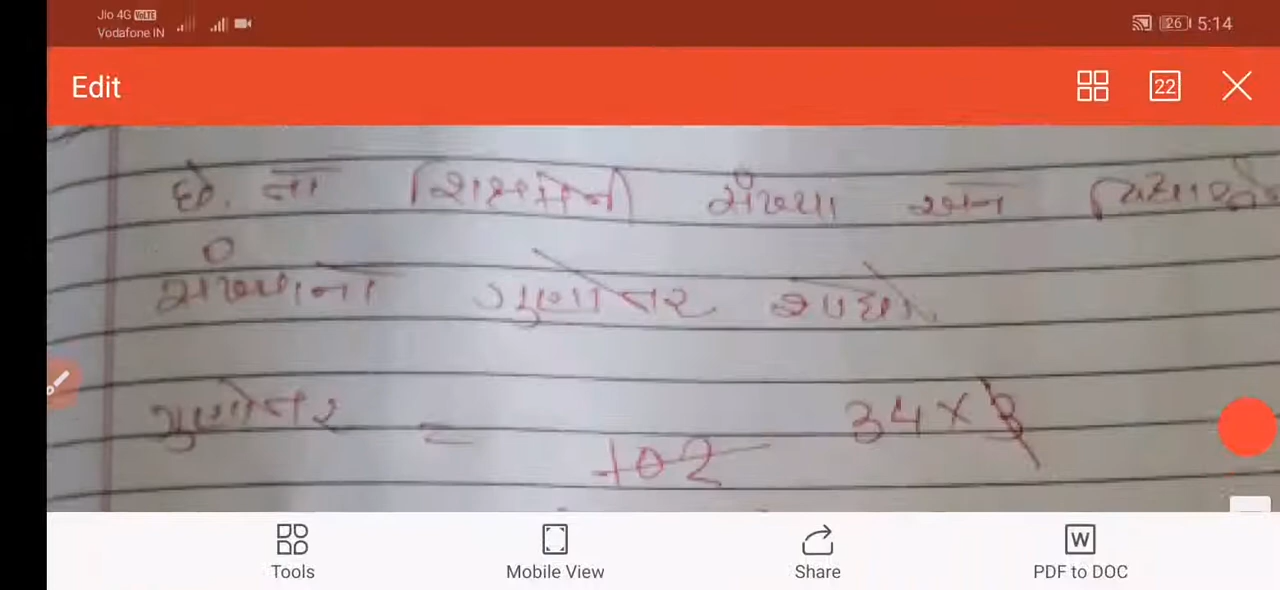 Jio 4G VoLTE
Vodafone IN
26 5:14
Edit
22
છે. ના શિક્ષકોની સંખ્યા અને
સંખ્યાનો ગુણોત્તર શોધો.
ગુણોત્તર = 102 34 × 3
Tools Mobile View Share PDF to DOC